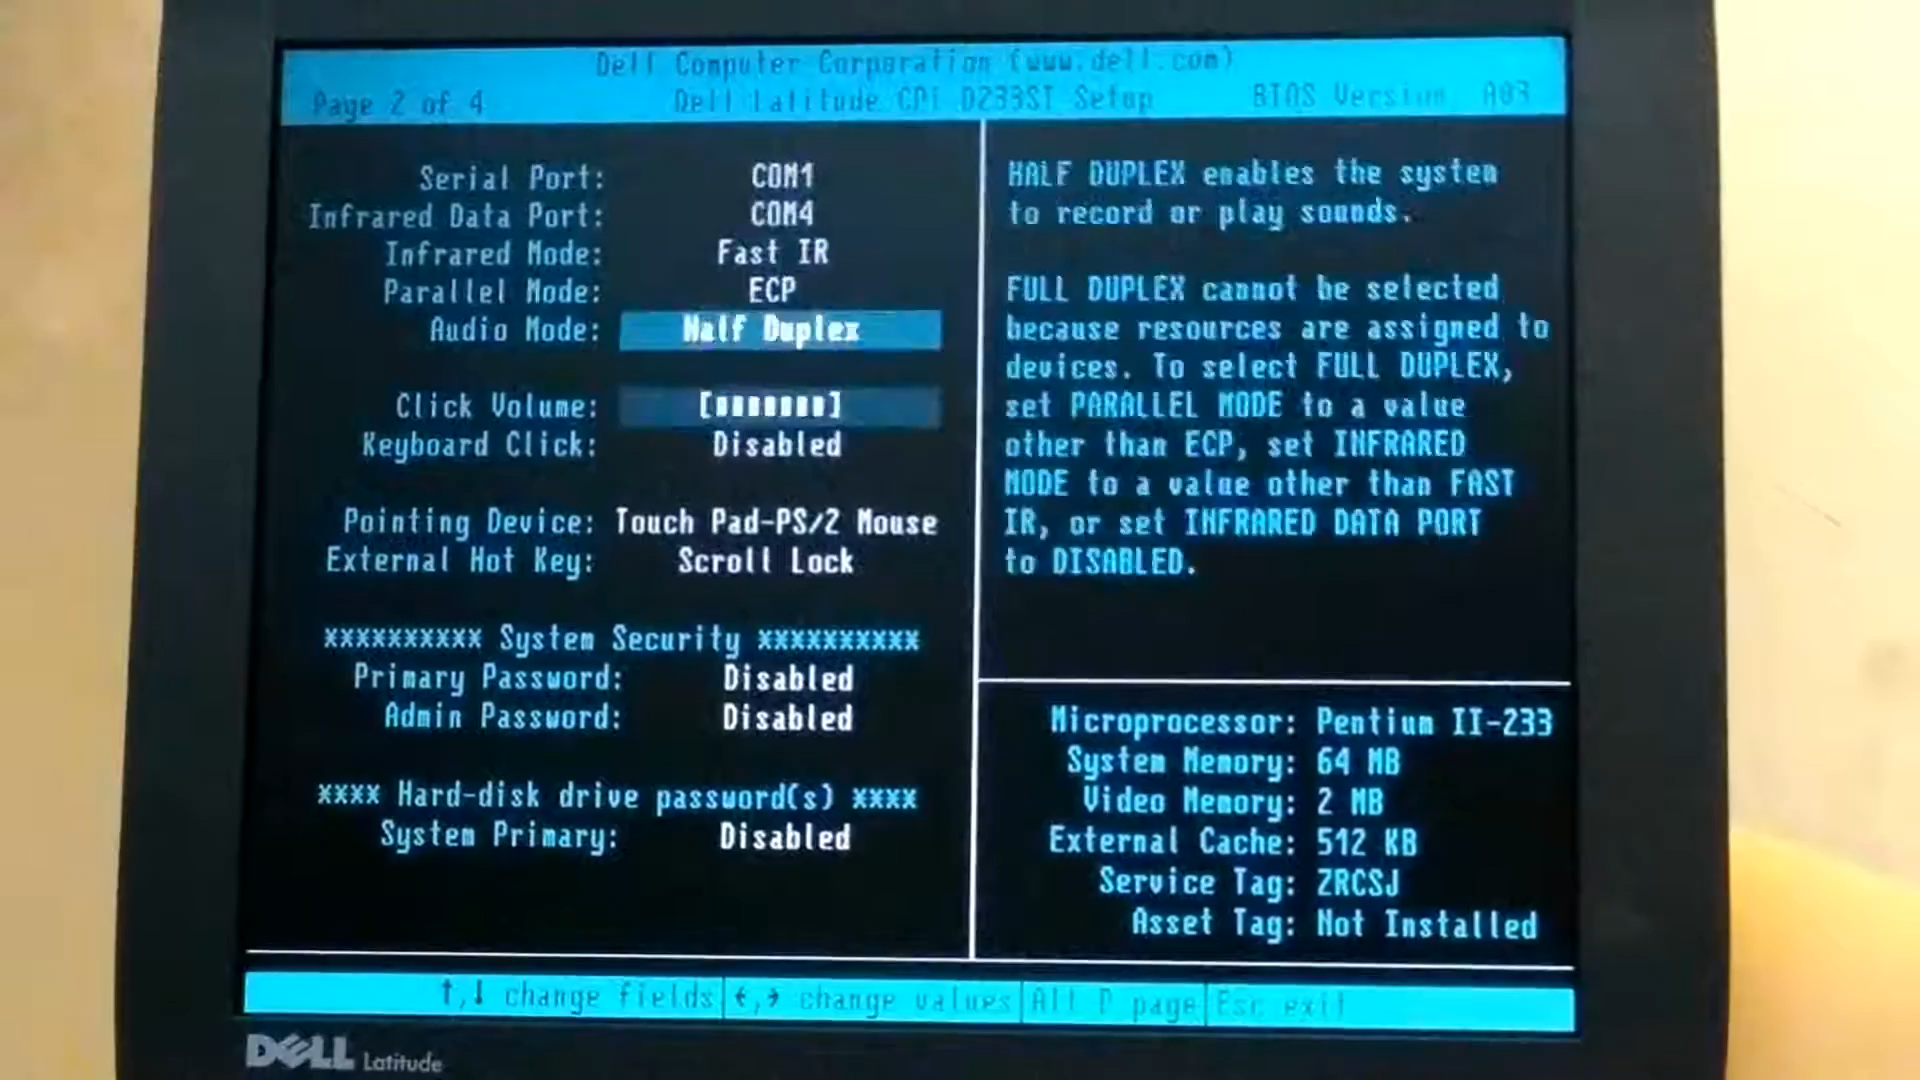 Dell Computer Corporation (www.dell.com)
Page 2 of 4 Dell Latitude CPi D233ST Setup BIOS Version A03
Serial Port: COM1
Infrared Data Port: COM4
Infrared Mode: Fast IR
Parallel Mode: ECP
Audio Mode: Half Duplex
Click Volume: [▪▪▪▪▪▪▪]
Keyboard Click: Disabled
Pointing Device: Touch Pad-PS/2 Mouse
External Hot Key: Scroll Lock
xxxxxxxxxx System Security xxxxxxxxxx
Primary Password: Disabled
Admin Password: Disabled
xxxx Hard-disk drive password(s) xxxx
System Primary: Disabled
HALF DUPLEX enables the system
to record or play sounds.
FULL DUPLEX cannot be selected
because resources are assigned to
devices. To select FULL DUPLEX,
set PARALLEL MODE to a value
other than ECP, set INFRARED
MODE to a value other than FAST
IR, or set INFRARED DATA PORT
to DISABLED.
Microprocessor: Pentium II-233
System Memory: 64 MB
Video Memory: 2 MB
External Cache: 512 KB
Service Tag: ZRCSJ
Asset Tag: Not Installed
↑,↓ change fields ←,→ change values Alt P page Esc exit
DELL Latitude